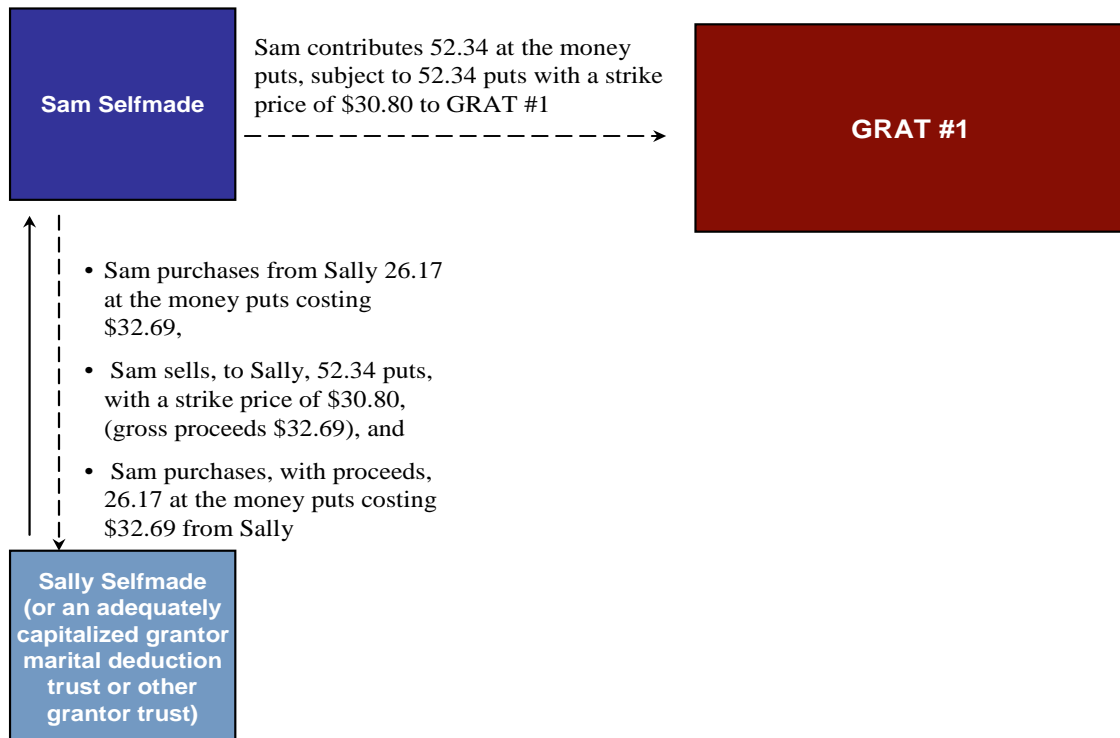 Sam Selfmade
Sam contributes 52.34 at the money
puts, subject to 52.34 puts with a strike
price of $30.80 to GRAT #1
GRAT #1
• Sam purchases from Sally 26.17
at the money puts costing
$32.69,
• Sam sells, to Sally, 52.34 puts,
with a strike price of $30.80,
(gross proceeds $32.69), and
• Sam purchases, with proceeds,
26.17 at the money puts costing
$32.69 from Sally
Sally Selfmade
(or an adequately
capitalized grantor
marital deduction
trust or other
grantor trust)